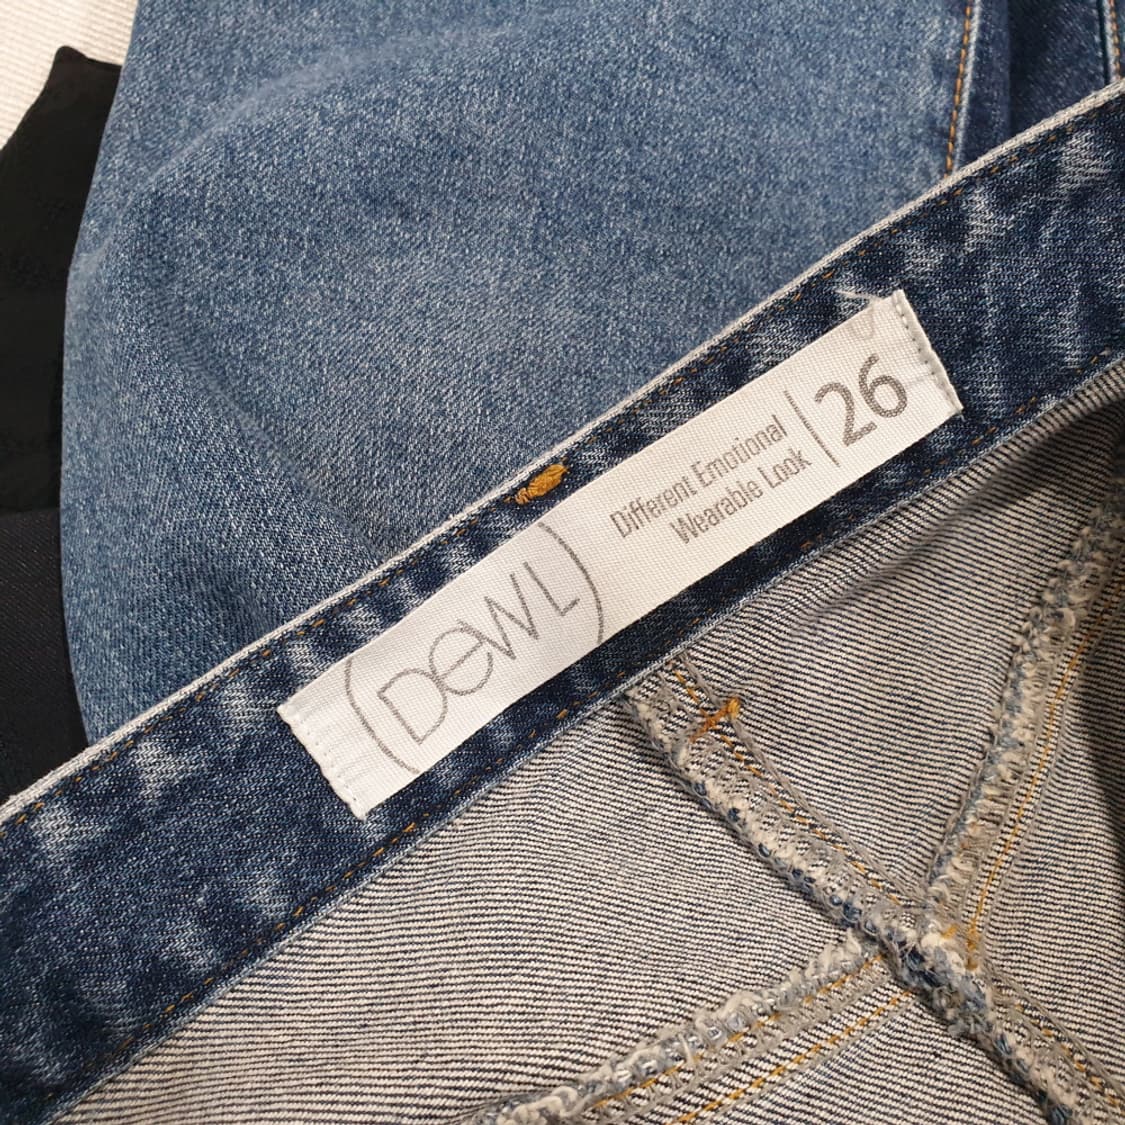 (DeWL)
Different Emotional
Wearable Look
26